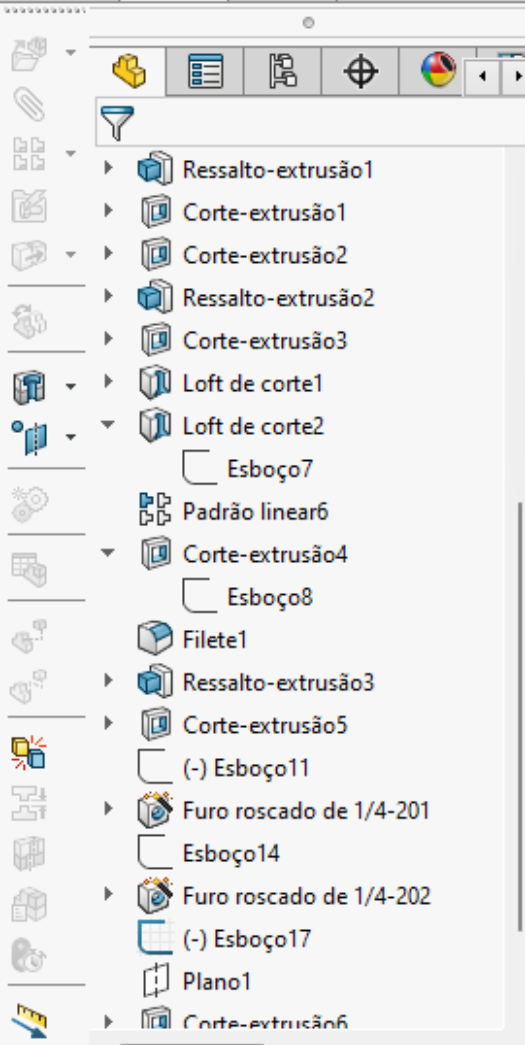 Ressalto-extrusão1
Corte-extrusão1
Corte-extrusão2
Ressalto-extrusão2
Corte-extrusão3
Loft de corte1
Loft de corte2
Esboço7
Padrão linear6
Corte-extrusão4
Esboço8
Filete1
Ressalto-extrusão3
Corte-extrusão5
(-) Esboço11
Furo roscado de 1/4-201
Esboço14
Furo roscado de 1/4-202
(-) Esboço17
Plano1
Corte-extrusão6